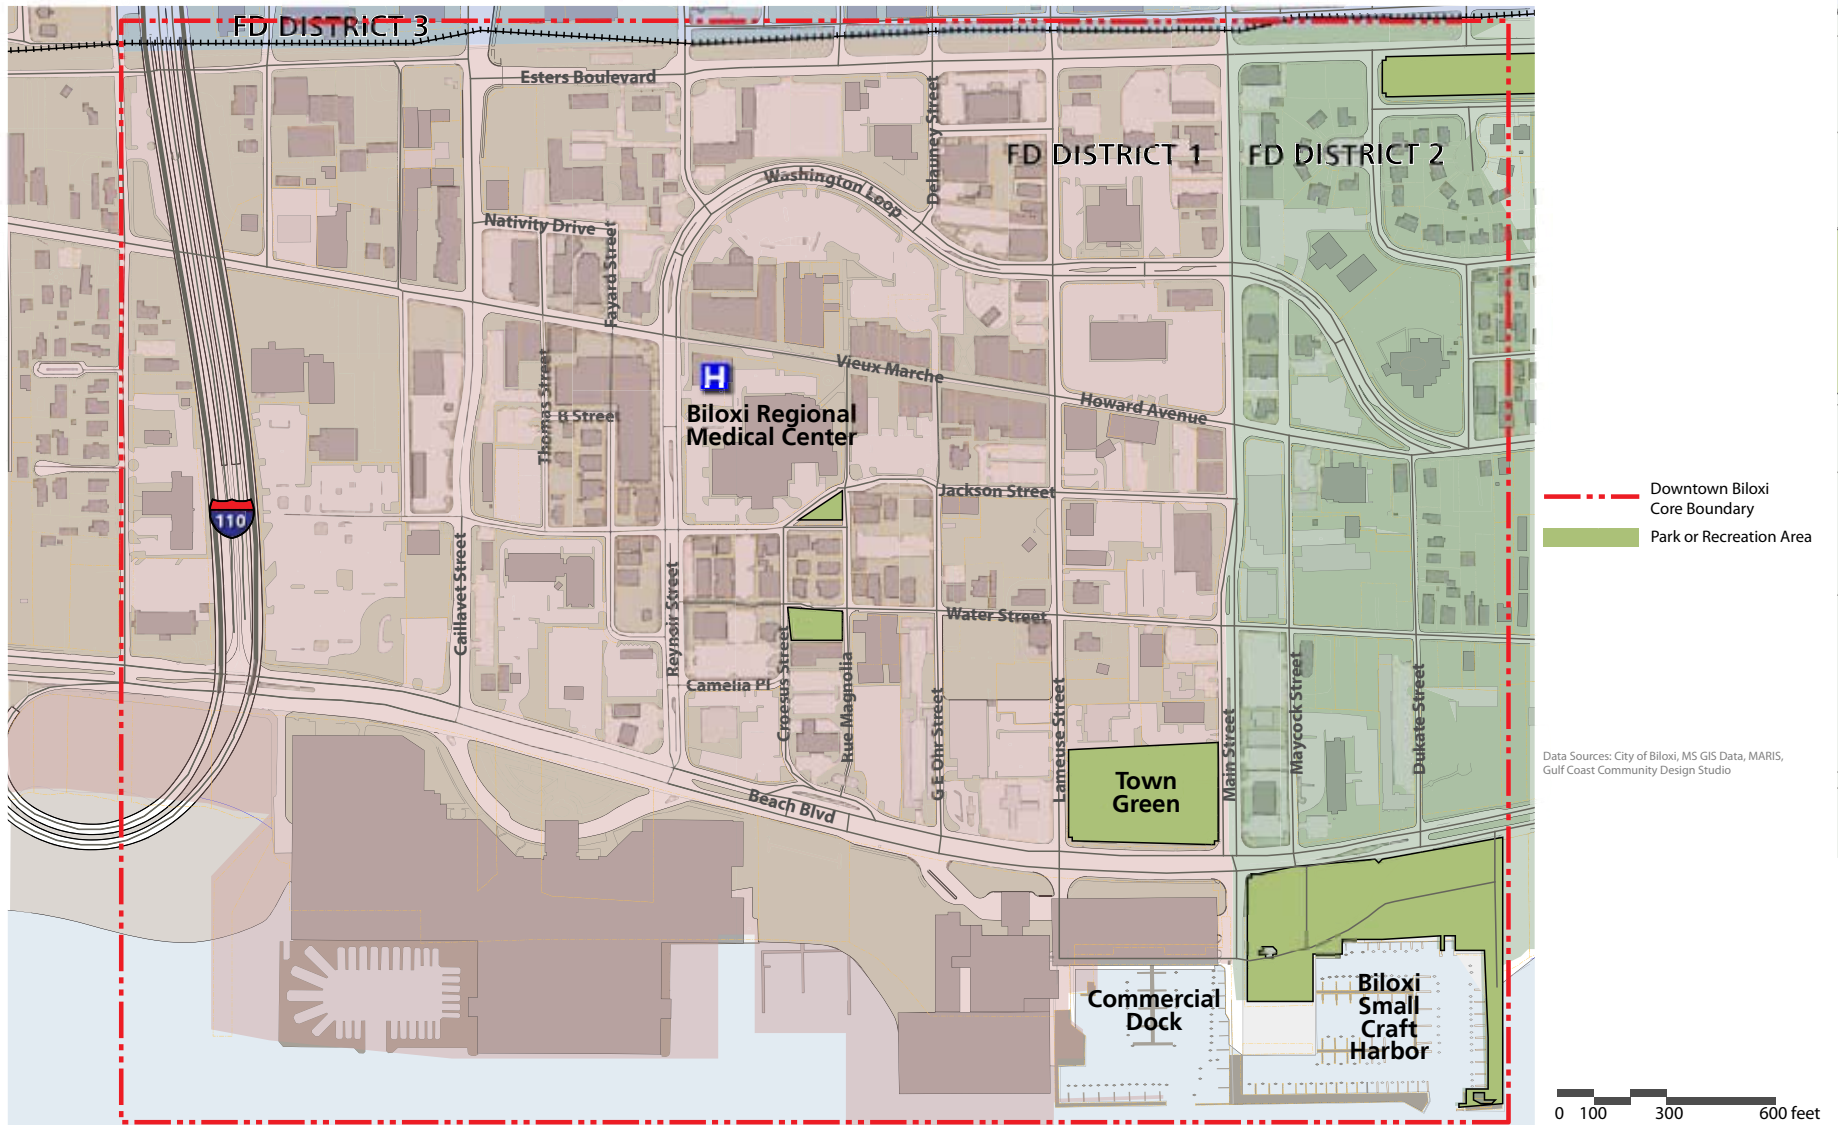 FD DISTRICT 3
Esters Boulevard
Delauney Street
FD DISTRICT 1
FD DISTRICT 2
Washington Loop
Nativity Drive
Fayard Street
Thomas Street
B Street
H
Biloxi Regional
Medical Center
Vieux Marche
Howard Avenue
Jackson Street
110
Caillavet Street
Reynoir Street
Water Street
Camelia Pl
Croesus Street
Rue Magnolia
G E Ohr Street
Lameuse Street
Main Street
Maycock Street
Dukate Street
Town
Green
Beach Blvd
Commercial
Dock
Biloxi
Small
Craft
Harbor
Downtown Biloxi
Core Boundary
Park or Recreation Area
Data Sources: City of Biloxi, MS GIS Data, MARIS,
Gulf Coast Community Design Studio
0 100 300 600 feet